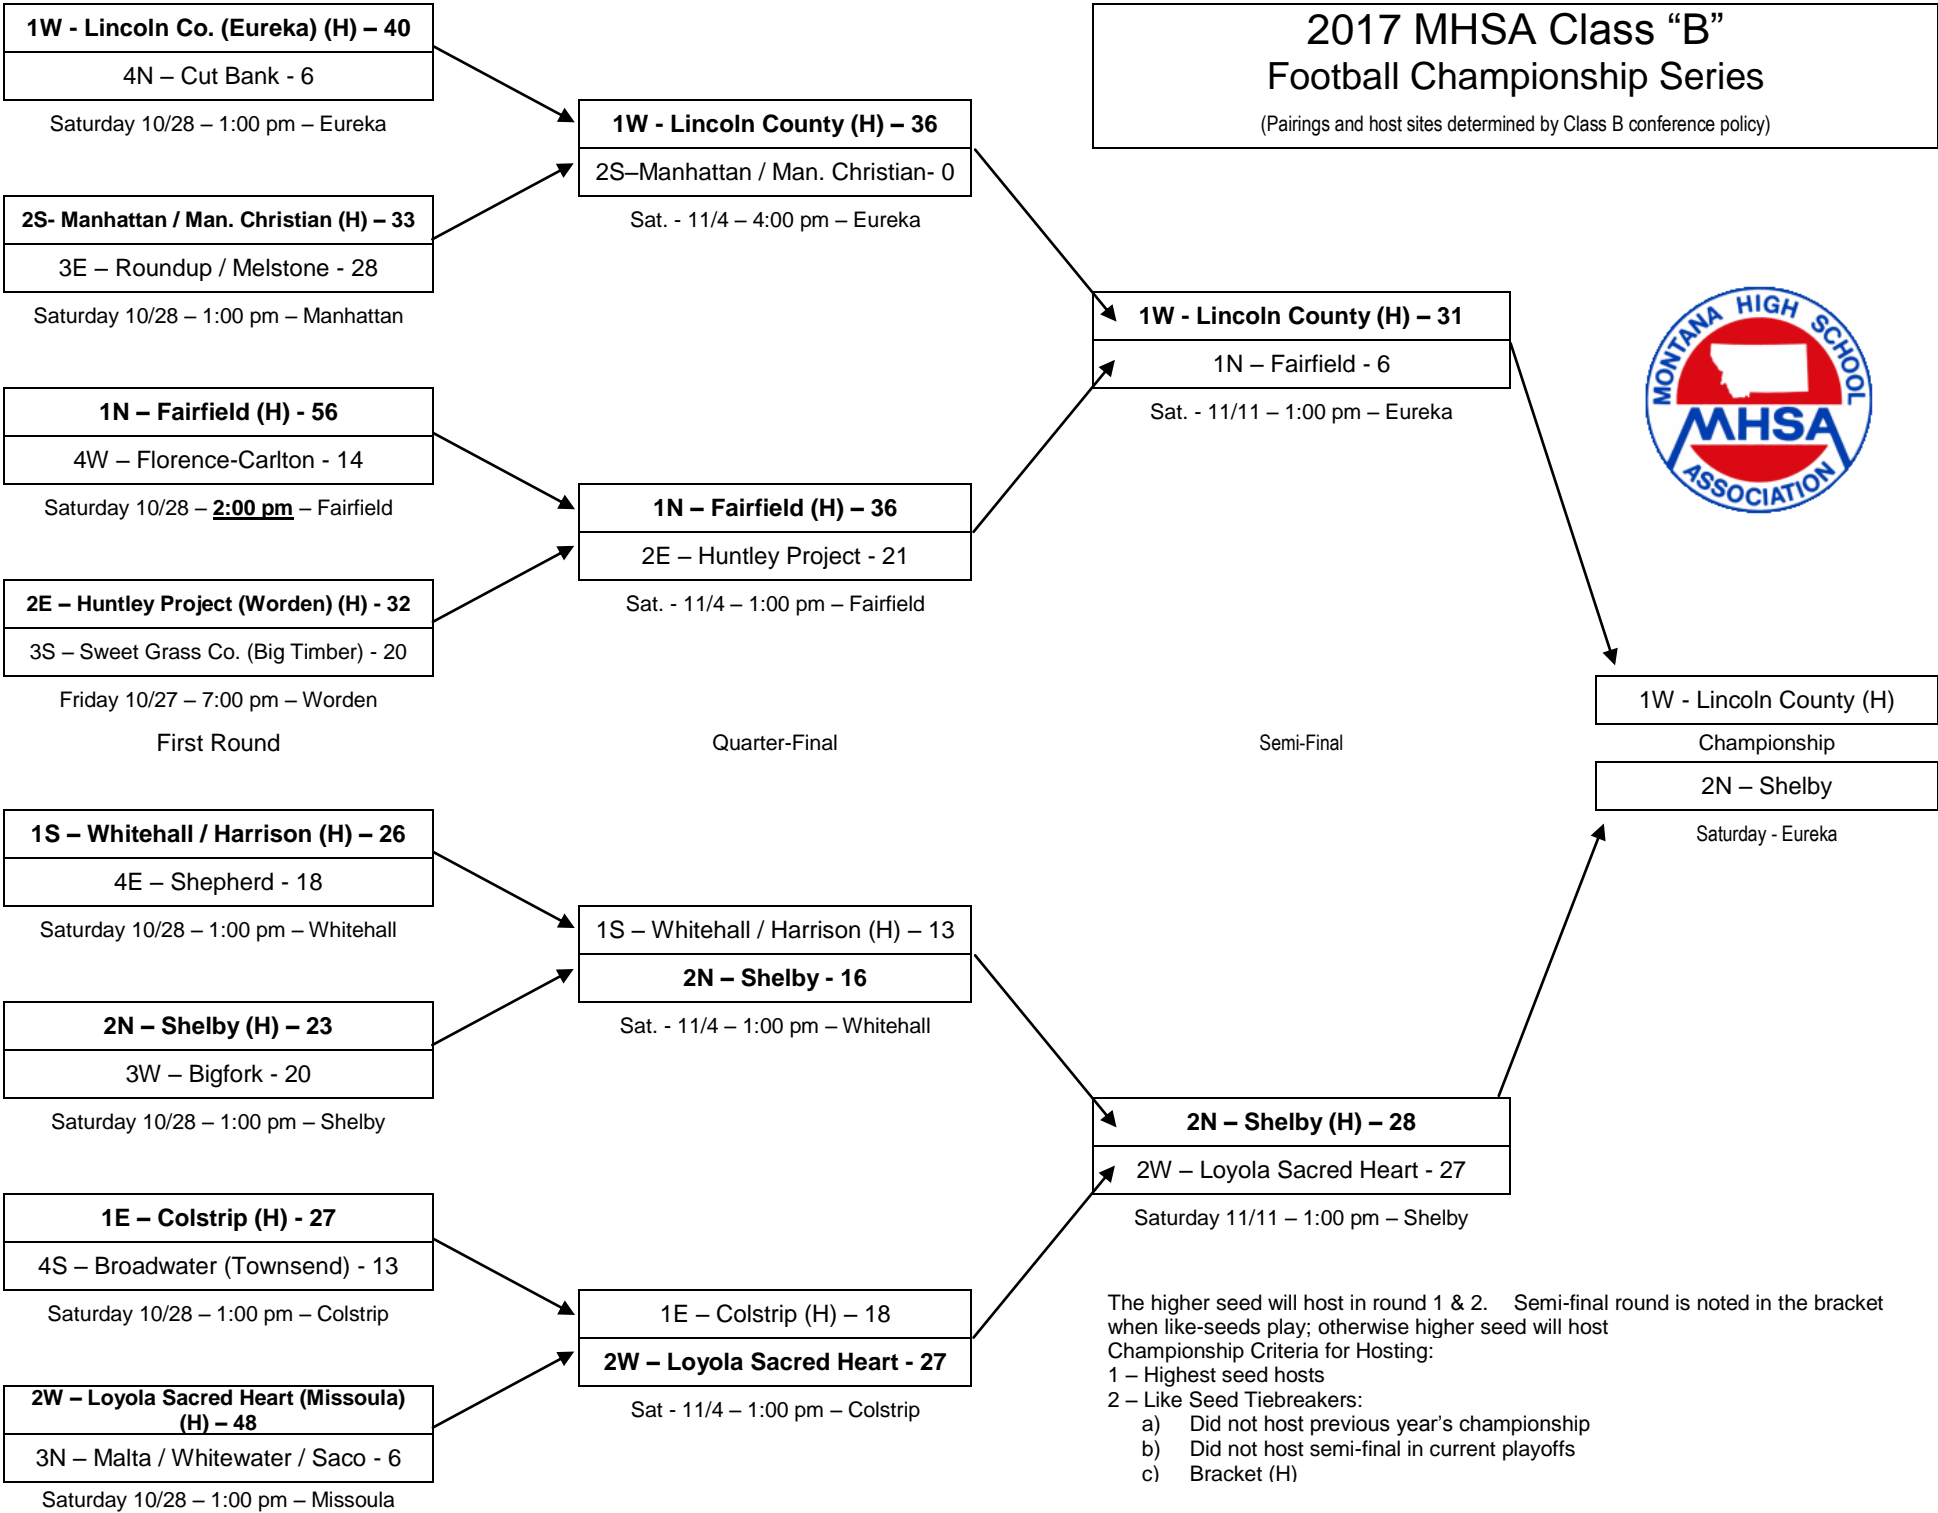 1W - Lincoln Co. (Eureka) (H) – 40
4N – Cut Bank - 6
Saturday 10/28 – 1:00 pm – Eureka
2S- Manhattan / Man. Christian (H) – 33
3E – Roundup / Melstone - 28
Saturday 10/28 – 1:00 pm – Manhattan
1N – Fairfield (H) - 56
4W – Florence-Carlton - 14
Saturday 10/28 – 2:00 pm – Fairfield
2E – Huntley Project (Worden) (H) - 32
3S – Sweet Grass Co. (Big Timber) - 20
Friday 10/27 – 7:00 pm – Worden
First Round
1S – Whitehall / Harrison (H) – 26
4E – Shepherd - 18
Saturday 10/28 – 1:00 pm – Whitehall
2N – Shelby (H) – 23
3W – Bigfork - 20
Saturday 10/28 – 1:00 pm – Shelby
1E – Colstrip (H) - 27
4S – Broadwater (Townsend) - 13
Saturday 10/28 – 1:00 pm – Colstrip
2W – Loyola Sacred Heart (Missoula)
(H) – 48
3N – Malta / Whitewater / Saco - 6
Saturday 10/28 – 1:00 pm – Missoula
1W - Lincoln County (H) – 36
2S–Manhattan / Man. Christian- 0
Sat. - 11/4 – 4:00 pm – Eureka
1N – Fairfield (H) – 36
2E – Huntley Project - 21
Sat. - 11/4 – 1:00 pm – Fairfield
Quarter-Final
1S – Whitehall / Harrison (H) – 13
2N – Shelby - 16
Sat. - 11/4 – 1:00 pm – Whitehall
1E – Colstrip (H) – 18
2W – Loyola Sacred Heart - 27
Sat - 11/4 – 1:00 pm – Colstrip
2017 MHSA Class “B”
Football Championship Series
(Pairings and host sites determined by Class B conference policy)
1W - Lincoln County (H) – 31
1N – Fairfield - 6
Sat. - 11/11 – 1:00 pm – Eureka
Semi-Final
2N – Shelby (H) – 28
2W – Loyola Sacred Heart - 27
Saturday 11/11 – 1:00 pm – Shelby
MONTANA HIGH SCHOOL
MHSA
ASSOCIATION
1W - Lincoln County (H)
Championship
2N – Shelby
Saturday - Eureka
The higher seed will host in round 1 & 2. Semi-final round is noted in the bracket
when like-seeds play; otherwise higher seed will host
Championship Criteria for Hosting:
1 – Highest seed hosts
2 – Like Seed Tiebreakers:
a) Did not host previous year’s championship
b) Did not host semi-final in current playoffs
c) Bracket (H)